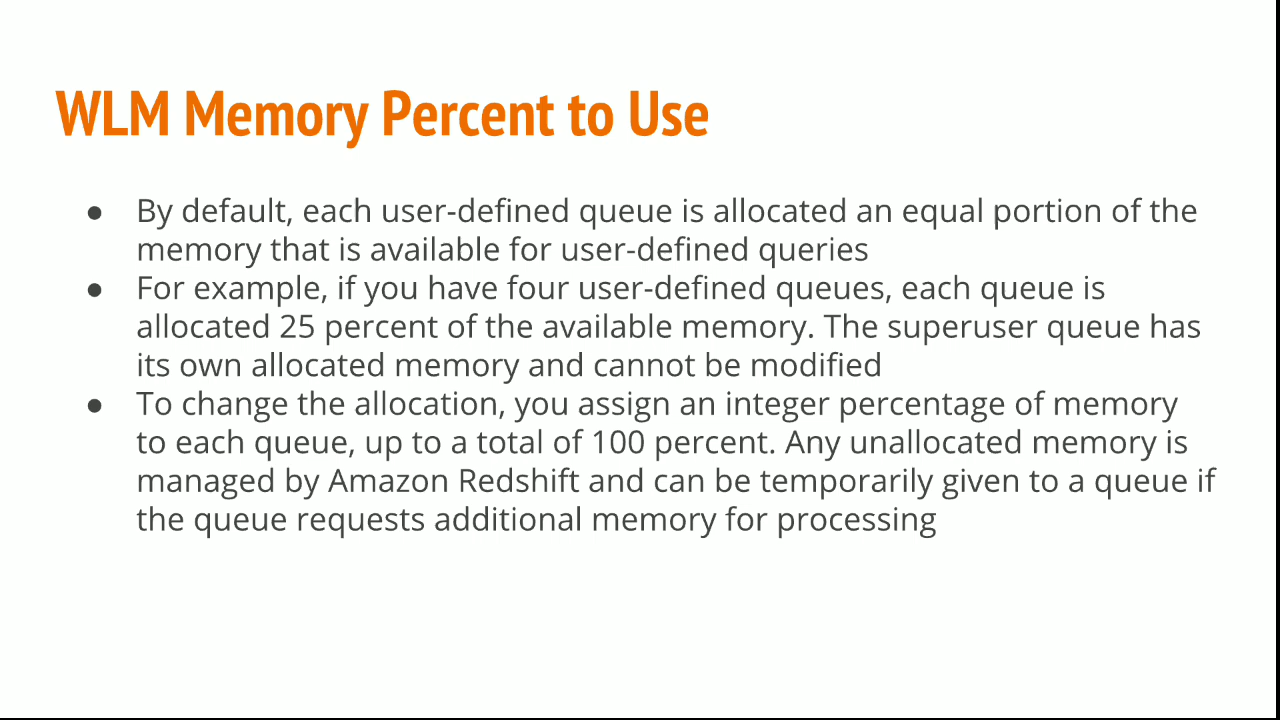 WLM Memory Percent to Use
● By default, each user-defined queue is allocated an equal portion of the
memory that is available for user-defined queries
● For example, if you have four user-defined queues, each queue is
allocated 25 percent of the available memory. The superuser queue has
its own allocated memory and cannot be modified
● To change the allocation, you assign an integer percentage of memory
to each queue, up to a total of 100 percent. Any unallocated memory is
managed by Amazon Redshift and can be temporarily given to a queue if
the queue requests additional memory for processing